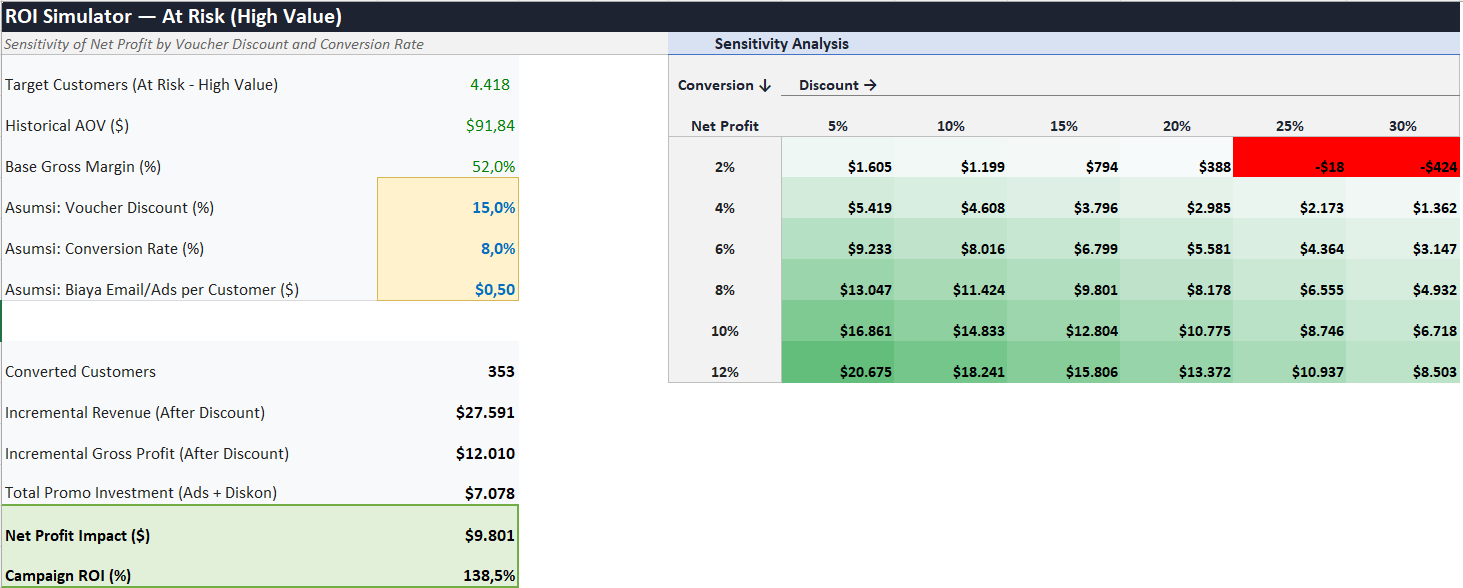 ROI Simulator — At Risk (High Value)
Sensitivity of Net Profit by Voucher Discount and Conversion Rate
Target Customers (At Risk - High Value) 4.418
Historical AOV ($) $91,84
Base Gross Margin (%) 52,0%
Asumsi: Voucher Discount (%) 15,0%
Asumsi: Conversion Rate (%) 8,0%
Asumsi: Biaya Email/Ads per Customer ($) $0,50
Converted Customers 353
Incremental Revenue (After Discount) $27.591
Incremental Gross Profit (After Discount) $12.010
Total Promo Investment (Ads + Diskon) $7.078
Net Profit Impact ($) $9.801
Campaign ROI (%) 138,5%
Sensitivity Analysis
Conversion ↓ Discount →
Net Profit 5% 10% 15% 20% 25% 30%
2% $1.605 $1.199 $794 $388 -$18 -$424
4% $5.419 $4.608 $3.796 $2.985 $2.173 $1.362
6% $9.233 $8.016 $6.799 $5.581 $4.364 $3.147
8% $13.047 $11.424 $9.801 $8.178 $6.555 $4.932
10% $16.861 $14.833 $12.804 $10.775 $8.746 $6.718
12% $20.675 $18.241 $15.806 $13.372 $10.937 $8.503